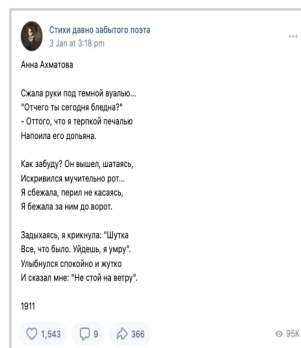 Стихи давно забытого поэта
3 Jan at 3:18 pm
Анна Ахматова
Сжала руки под темной вуалью...
"Отчего ты сегодня бледна?"
- Оттого, что я терпкой печалью
Напоила его допьяна.
Как забуду? Он вышел, шатаясь,
Искривился мучительно рот...
Я сбежала, перил не касаясь,
Я бежала за ним до ворот.
Задыхаясь, я крикнула: "Шутка
Все, что было. Уйдешь, я умру".
Улыбнулся спокойно и жутко
И сказал мне: "Не стой на ветру".
1911
1,543 9 366 95K